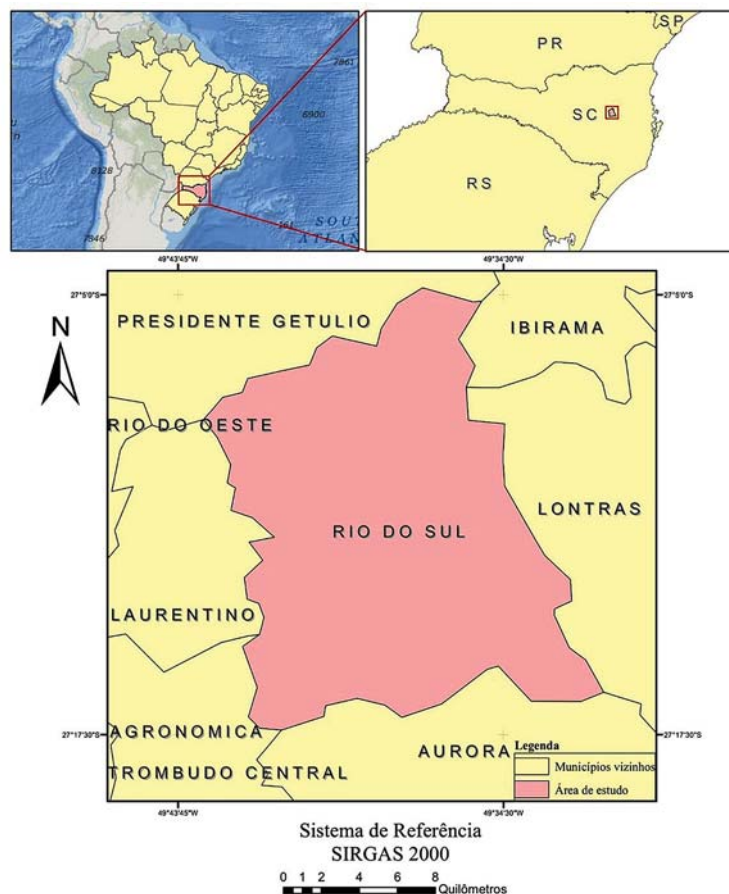 7861
6900
8128
7946
161
SOU
ATLAN
PR
SP
SC
RS
49°43'45"W
49°34'30"W
27°5'0"S
27°5'0"S
N
PRESIDENTE GETULIO
IBIRAMA
RIO DO OESTE
LONTRAS
RIO DO SUL
LAURENTINO
AGRONOMICA
27°17'30"S
27°17'30"S
AURORA
TROMBUDO CENTRAL
Legenda
Municípios vizinhos
Área de estudo
49°43'45"W
49°34'30"W
Sistema de Referência
SIRGAS 2000
0 1 2 4 6 8
Quilômetros